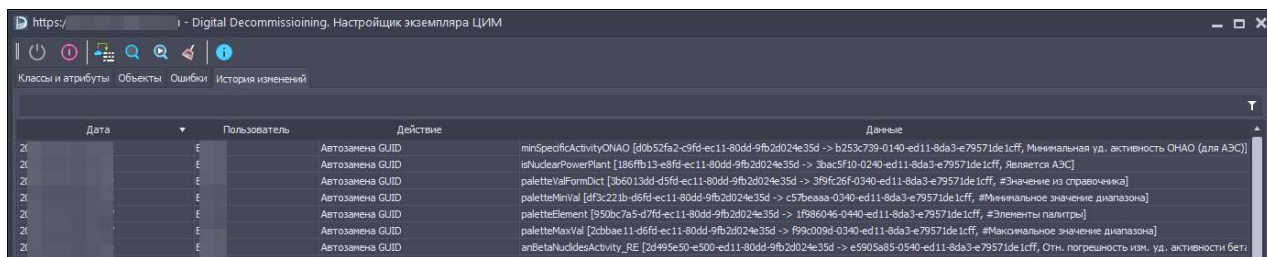 https:/ - Digital Decommissioining. Настройщик экземпляра ЦИМ
Классы и атрибуты Объекты Ошибки История изменений
Дата Пользователь Действие Данные
Автозамена GUID minSpecificActivityONAO [d0b52fa2-c9fd-ec11-80dd-9fb2d024e35d -> b253c739-0140-ed11-8da3-e79571de1cff, Минимальная уд. активность ОНАО (для АЭС)]
Автозамена GUID isNuclearPowerPlant [186ffb13-e8fd-ec11-80dd-9fb2d024e35d -> 3bac5f10-0240-ed11-8da3-e79571de1cff, Является АЭС]
Автозамена GUID paletteValFormDict [3b6013dd-d5fd-ec11-80dd-9fb2d024e35d -> 3f9fc26f-0340-ed11-8da3-e79571de1cff, #Значение из справочника]
Автозамена GUID paletteMinVal [df3c221b-d6fd-ec11-80dd-9fb2d024e35d -> c57beaaa-0340-ed11-8da3-e79571de1cff, #Минимальное значение диапазона]
Автозамена GUID paletteElement [950bc7a5-d7fd-ec11-80dd-9fb2d024e35d -> 1f986046-0440-ed11-8da3-e79571de1cff, #Элементы палитры]
Автозамена GUID paletteMaxVal [2cbbae11-d6fd-ec11-80dd-9fb2d024e35d -> f99c009d-0340-ed11-8da3-e79571de1cff, #Максимальное значение диапазона]
Автозамена GUID anBetaNuclidesActivity_RE [2d495e50-e500-ed11-80dd-9fb2d024e35d -> e5905a85-0540-ed11-8da3-e79571de1cff, Отн. погрешность изм. уд. активности бета